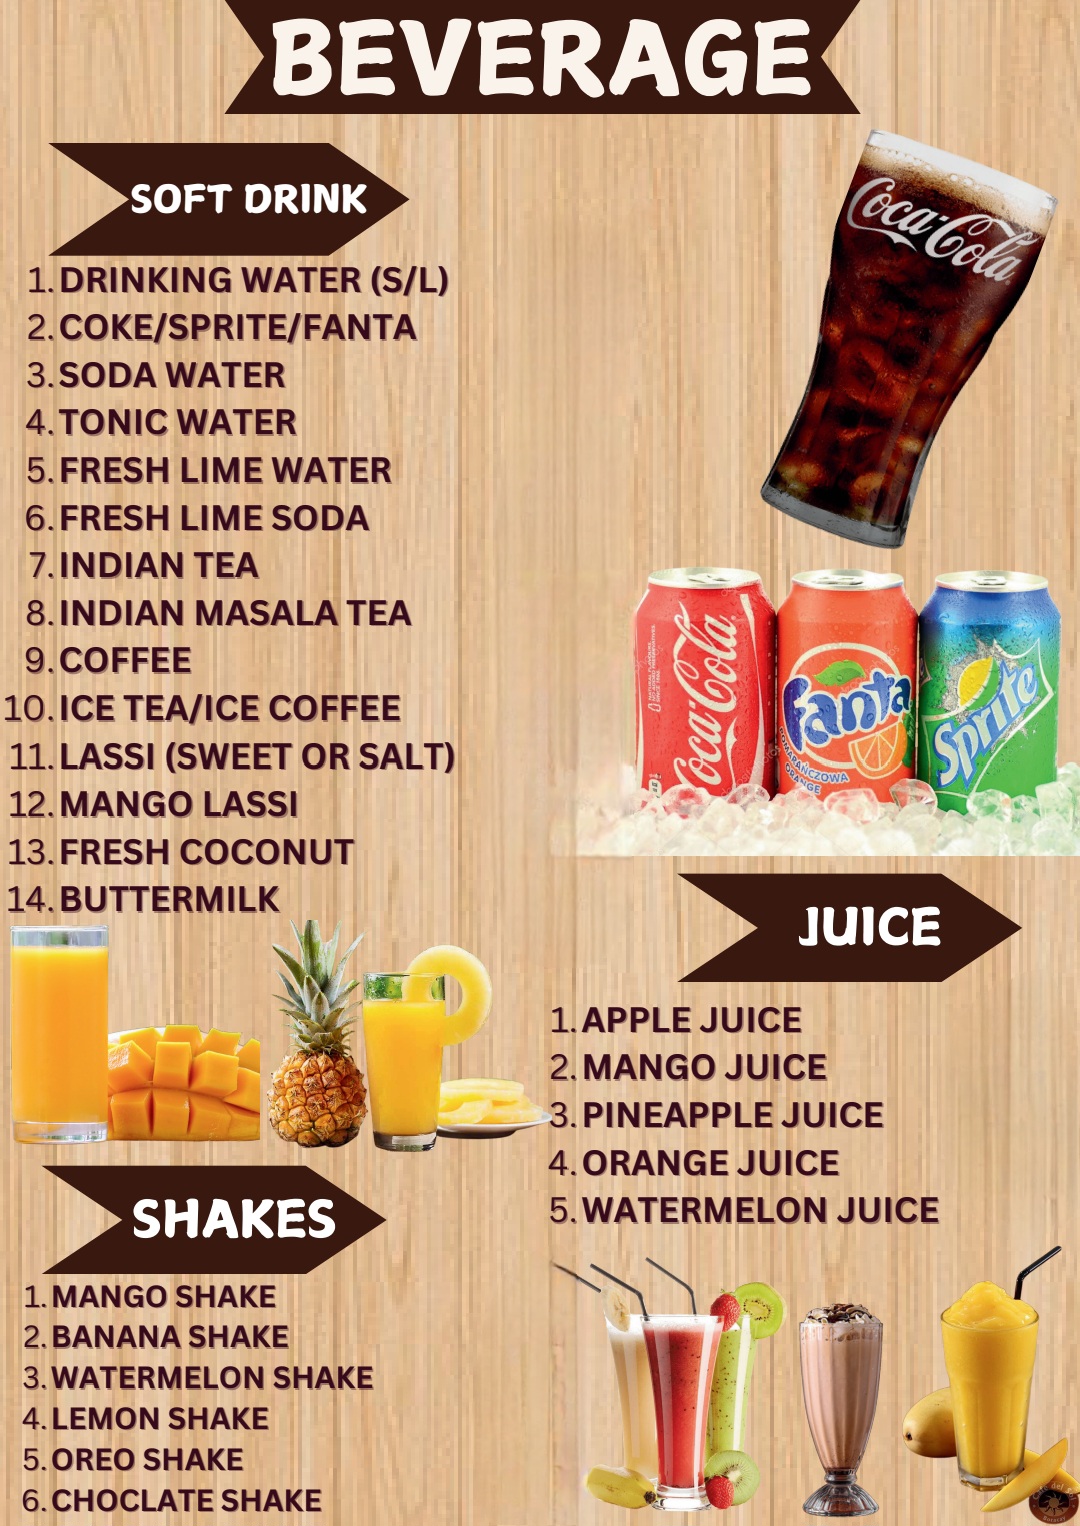 BEVERAGE
SOFT DRINK
1. DRINKING WATER (S/L)
2. COKE/SPRITE/FANTA
3. SODA WATER
4. TONIC WATER
5. FRESH LIME WATER
6. FRESH LIME SODA
7. INDIAN TEA
8. INDIAN MASALA TEA
9. COFFEE
10. ICE TEA/ICE COFFEE
11. LASSI (SWEET OR SALT)
12. MANGO LASSI
13. FRESH COCONUT
14. BUTTERMILK
Coca-Cola
Coca-Cola
Fanta
POMARAŃCZOWA
ORANGE
Sprite
JUICE
1. APPLE JUICE
2. MANGO JUICE
3. PINEAPPLE JUICE
4. ORANGE JUICE
5. WATERMELON JUICE
SHAKES
1. MANGO SHAKE
2. BANANA SHAKE
3. WATERMELON SHAKE
4. LEMON SHAKE
5. OREO SHAKE
6. CHOCLATE SHAKE